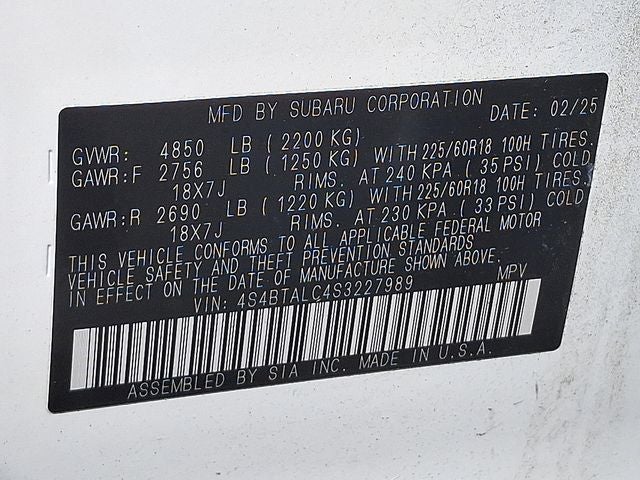 MFD BY SUBARU CORPORATION DATE: 02/25
GVWR: 4850 LB ( 2200 KG)
GAWR:F 2756 LB ( 1250 KG) WITH 225/60R18 100H TIRES.
18X7J RIMS. AT 240 KPA ( 35 PSI) COLD
GAWR:R 2690 LB ( 1220 KG) WITH 225/60R18 100H TIRES.
18X7J RIMS. AT 230 KPA ( 33 PSI) COLD
THIS VEHICLE CONFORMS TO ALL APPLICABLE FEDERAL MOTOR
VEHICLE SAFETY AND THEFT PREVENTION STANDARDS
IN EFFECT ON THE DATE OF MANUFACTURE SHOWN ABOVE.
VIN: 4S4BTALC4S3227989 MPV
ASSEMBLED BY SIA INC. MADE IN U.S.A.